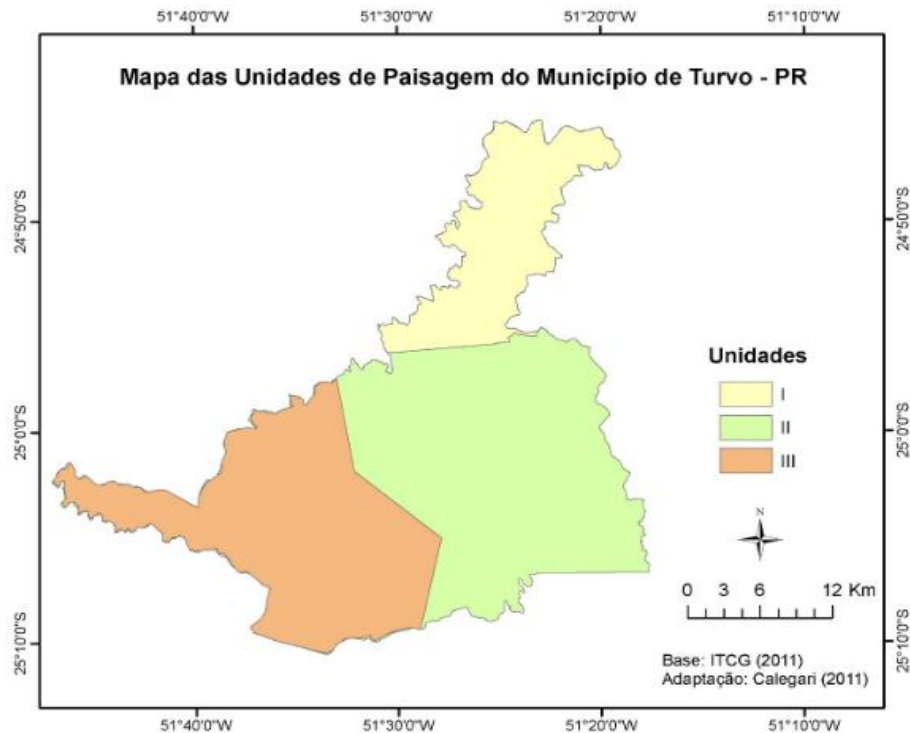 51°40'0"W 51°30'0"W 51°20'0"W 51°10'0"W
Mapa das Unidades de Paisagem do Município de Turvo - PR
24°50'0"S 24°50'0"S
Unidades
I
II
III
25°0'0"S 25°0'0"S
N
0 3 6 12 Km
25°10'0"S 25°10'0"S
Base: ITCG (2011)
Adaptação: Calegari (2011)
51°40'0"W 51°30'0"W 51°20'0"W 51°10'0"W